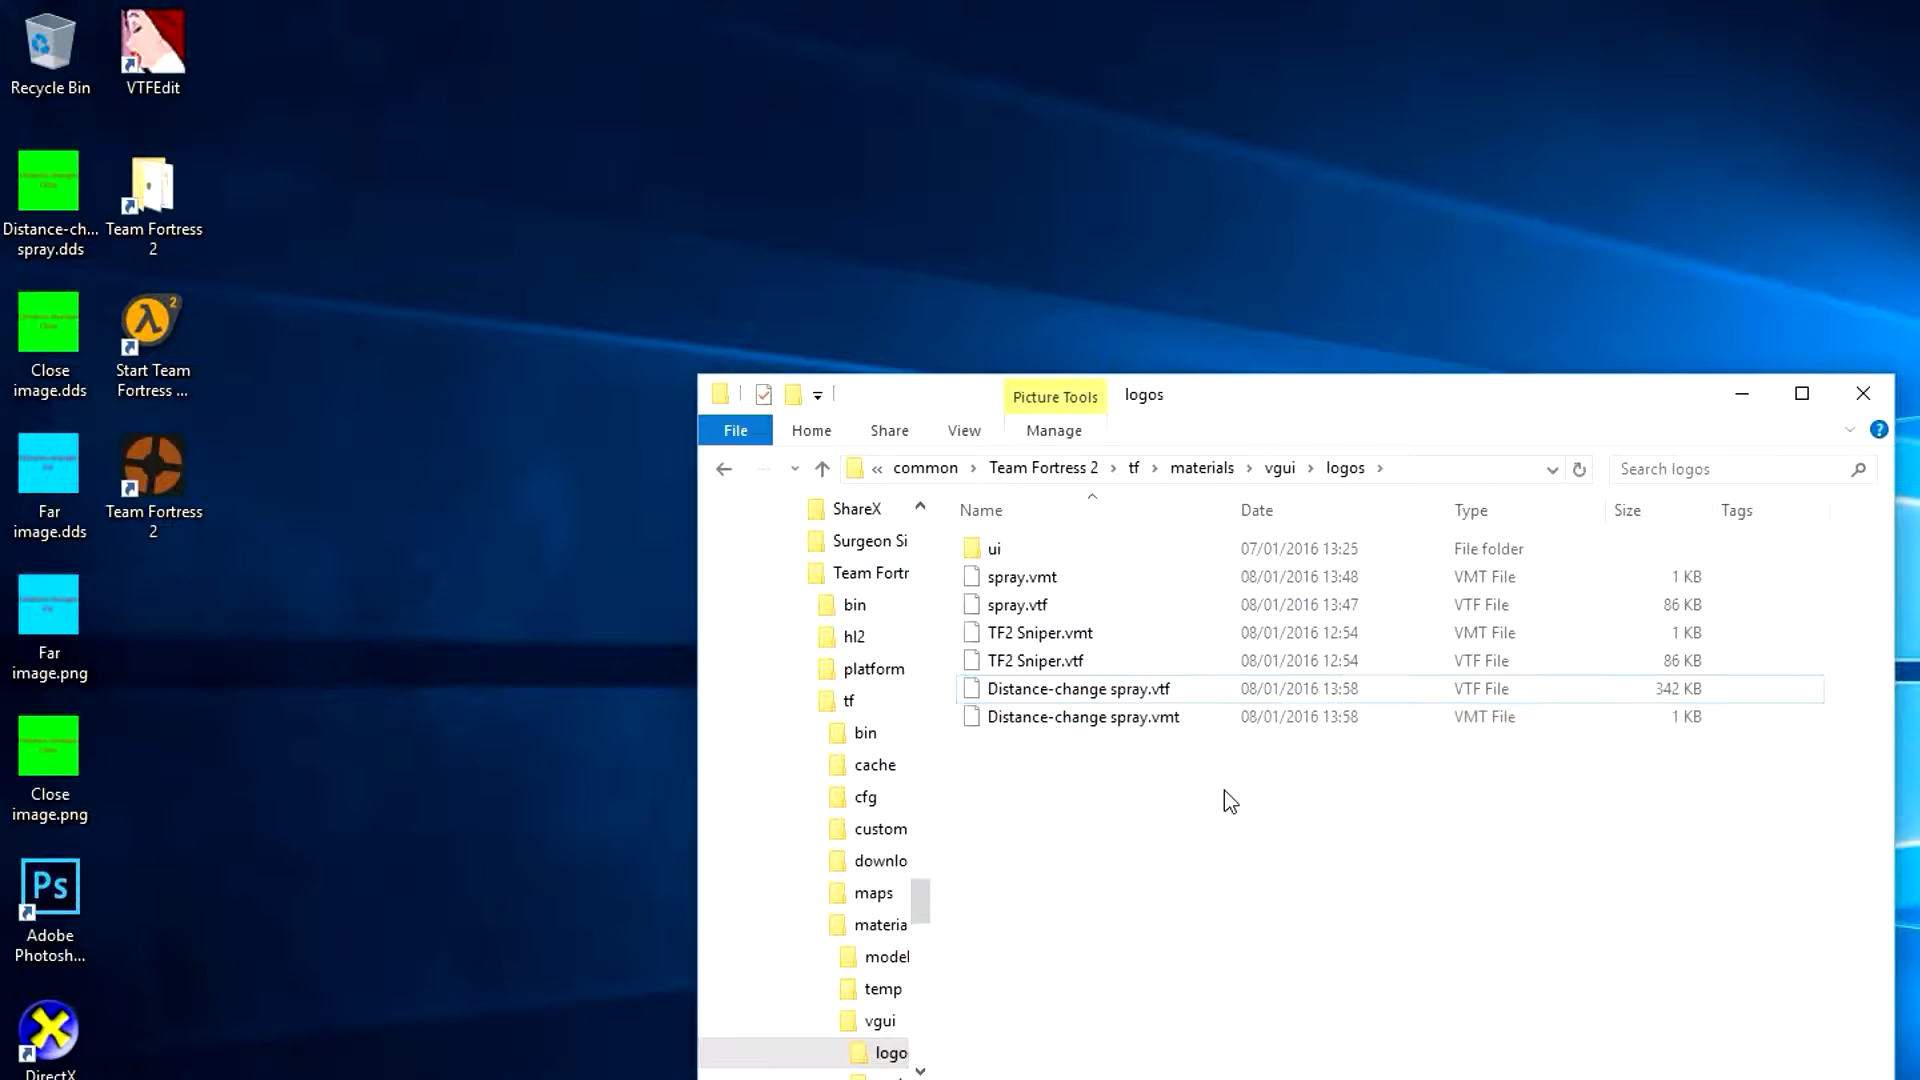 Recycle Bin
VTFEdit
Distance-ch...
spray.dds
Team Fortress
2
Close
image.dds
Start Team
Fortress ...
Far
image.dds
Team Fortress
2
Far
image.png
Close
image.png
Ps
Adobe
Photosh...
DirectX
Picture Tools
logos
File
Home
Share
View
Manage
« common > Team Fortress 2 > tf > materials > vgui > logos >
Search logos
ShareX
Surgeon Si
Team Fortr
bin
hl2
platform
tf
bin
cache
cfg
custom
downlo
maps
materia
model
temp
vgui
logo
Name Date Type Size Tags
ui 07/01/2016 13:25 File folder
spray.vmt 08/01/2016 13:48 VMT File 1 KB
spray.vtf 08/01/2016 13:47 VTF File 86 KB
TF2 Sniper.vmt 08/01/2016 12:54 VMT File 1 KB
TF2 Sniper.vtf 08/01/2016 12:54 VTF File 86 KB
Distance-change spray.vtf 08/01/2016 13:58 VTF File 342 KB
Distance-change spray.vmt 08/01/2016 13:58 VMT File 1 KB